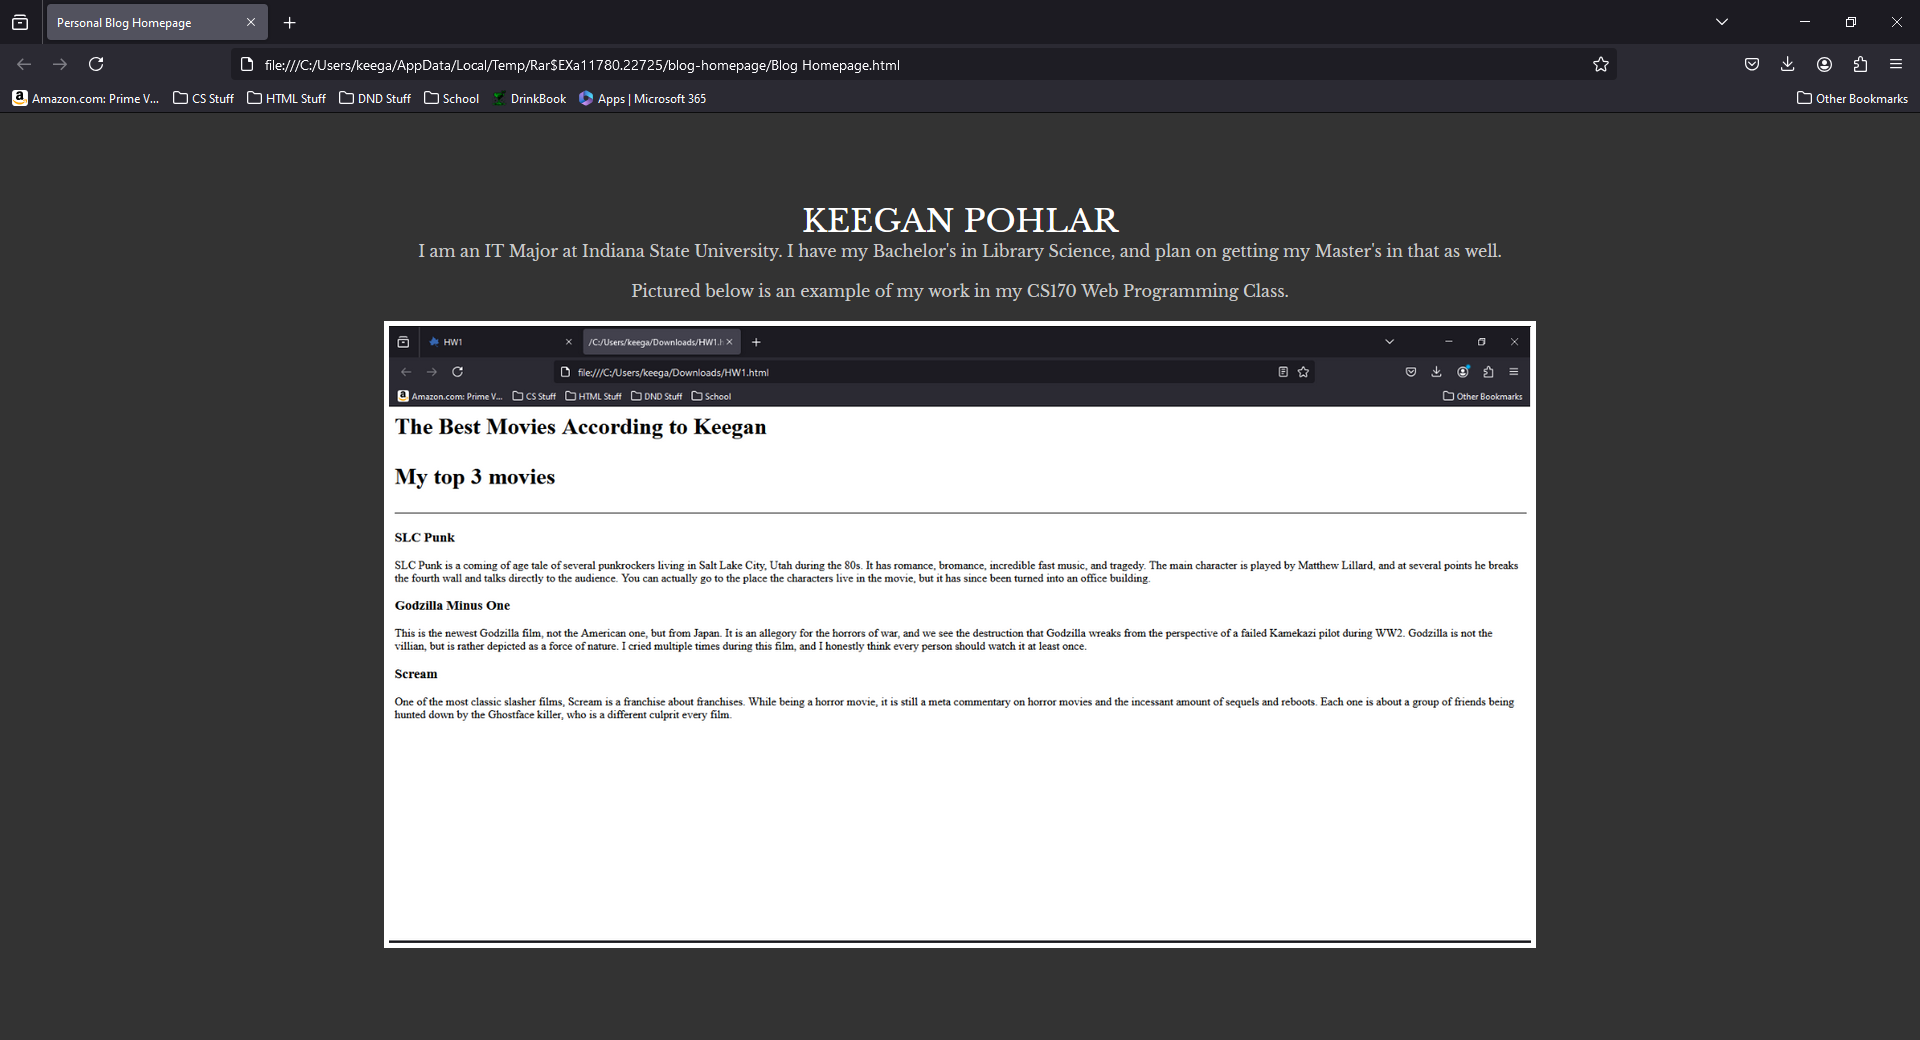 Personal Blog Homepage
file:///C:/Users/keega/AppData/Local/Temp/Rar$EXa11780.22725/blog-homepage/Blog Homepage.html
Amazon.com: Prime V... CS Stuff HTML Stuff DND Stuff School DrinkBook Apps | Microsoft 365 Other Bookmarks
KEEGAN POHLAR
I am an IT Major at Indiana State University. I have my Bachelor's in Library Science, and plan on getting my Master's in that as well.
Pictured below is an example of my work in my CS170 Web Programming Class.
HW1 /C:/Users/keega/Downloads/HW1.h
file:///C:/Users/keega/Downloads/HW1.html
Amazon.com: Prime V... CS Stuff HTML Stuff DND Stuff School Other Bookmarks
The Best Movies According to Keegan
My top 3 movies
SLC Punk
SLC Punk is a coming of age tale of several punkrockers living in Salt Lake City, Utah during the 80s. It has romance, bromance, incredible fast music, and tragedy. The main character is played by Matthew Lillard, and at several points he breaks
the fourth wall and talks directly to the audience. You can actually go to the place the characters live in the movie, but it has since been turned into an office building.
Godzilla Minus One
This is the newest Godzilla film, not the American one, but from Japan. It is an allegory for the horrors of war, and we see the destruction that Godzilla wreaks from the perspective of a failed Kamekazi pilot during WW2. Godzilla is not the
villian, but is rather depicted as a force of nature. I cried multiple times during this film, and I honestly think every person should watch it at least once.
Scream
One of the most classic slasher films, Scream is a franchise about franchises. While being a horror movie, it is still a meta commentary on horror movies and the incessant amount of sequels and reboots. Each one is about a group of friends being
hunted down by the Ghostface killer, who is a different culprit every film.